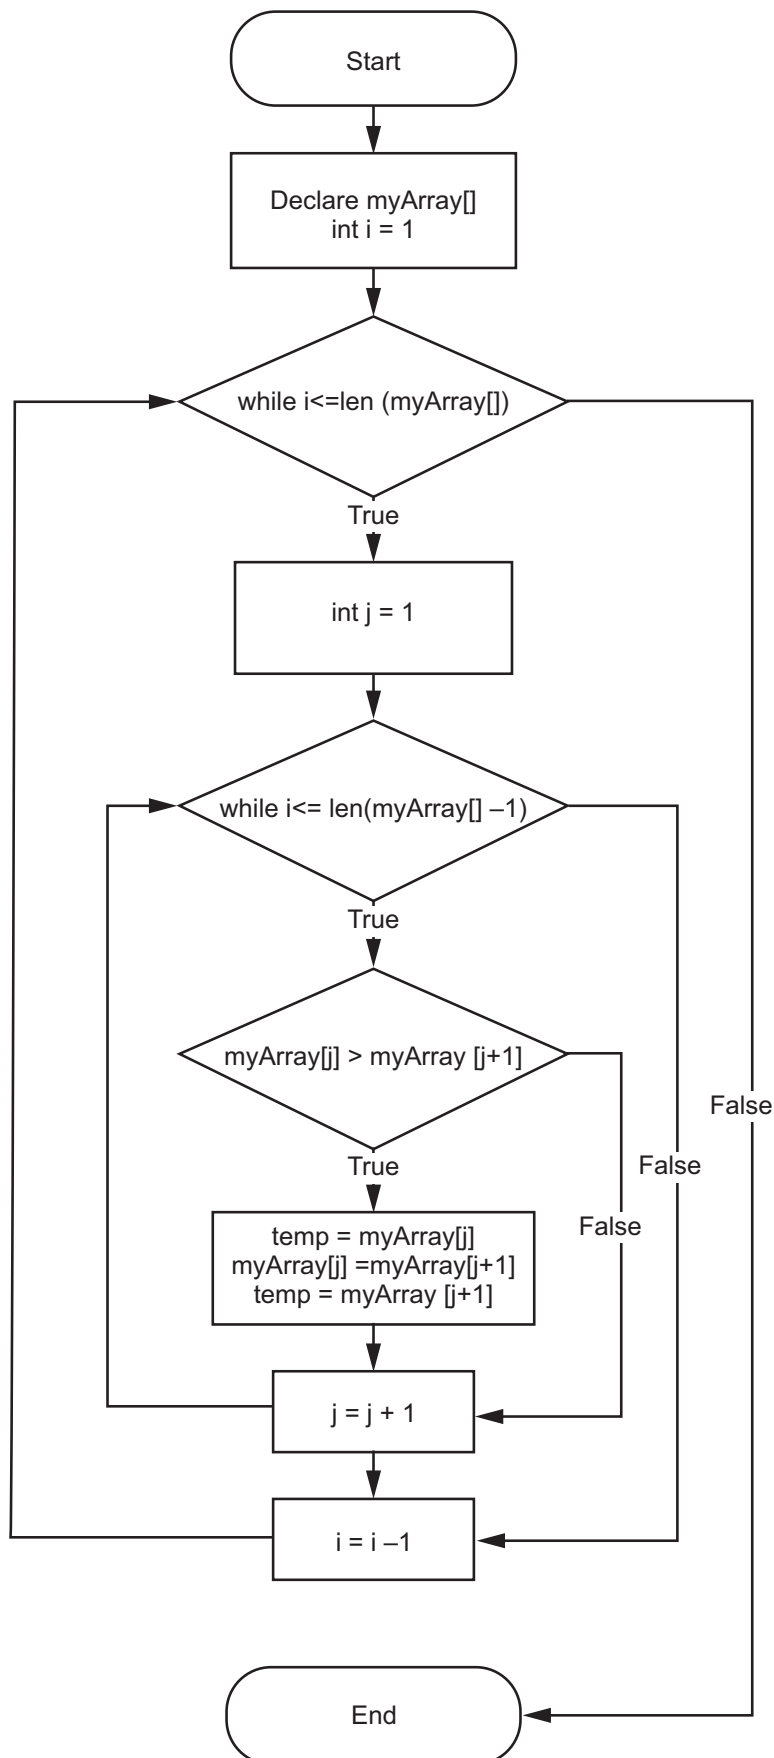 Start
Declare myArray[]
int i = 1
while i<=len (myArray[])
True
int j = 1
while i<= len(myArray[] –1)
True
myArray[j] > myArray [j+1]
False
True
False
False
temp = myArray[j]
myArray[j] =myArray[j+1]
temp = myArray [j+1]
j = j + 1
i = i –1
End